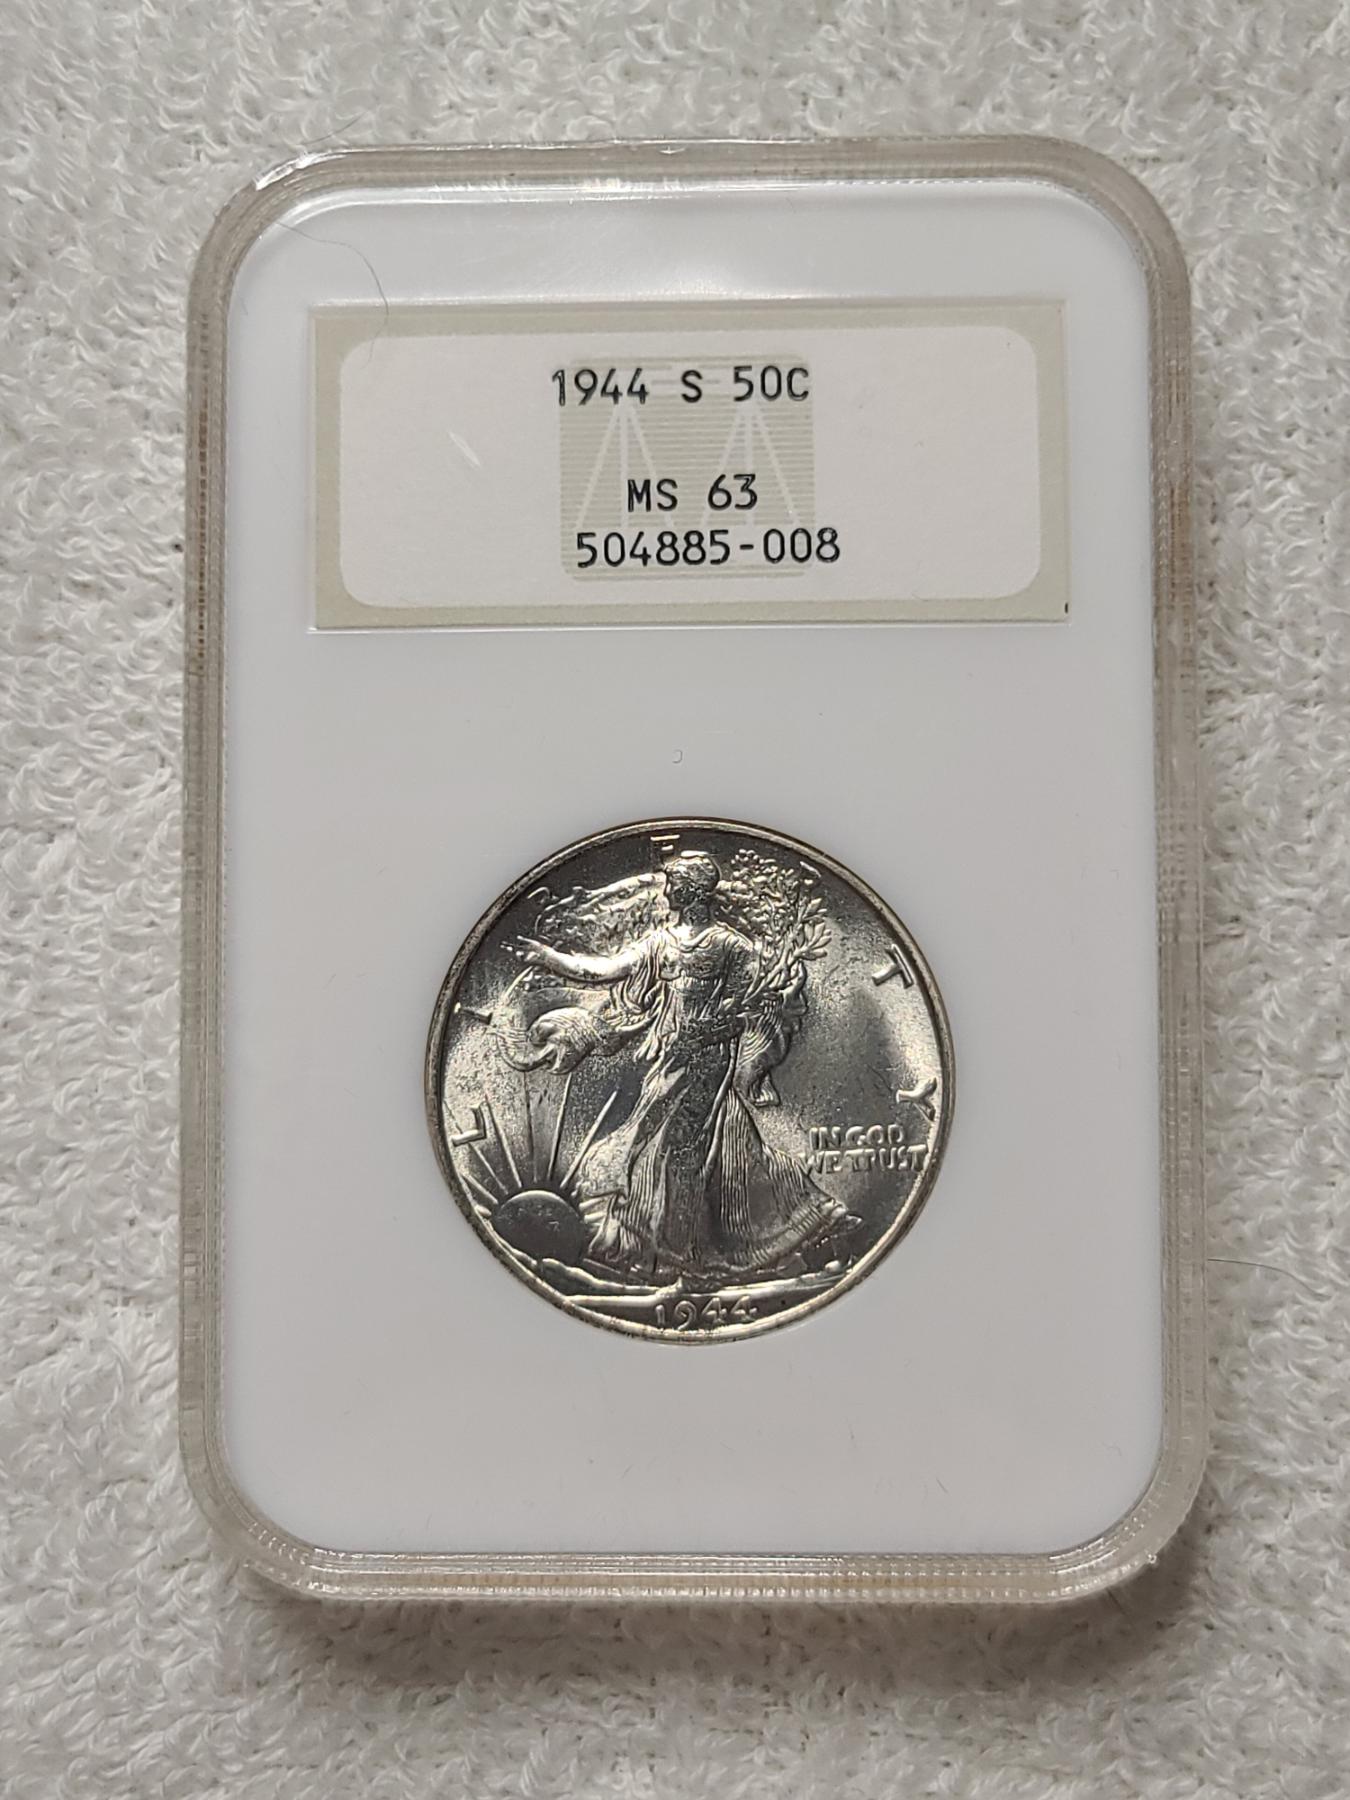 1944 S 50C
MS 63
504885-008
LIBERTY
IN GOD
WE TRUST
1944